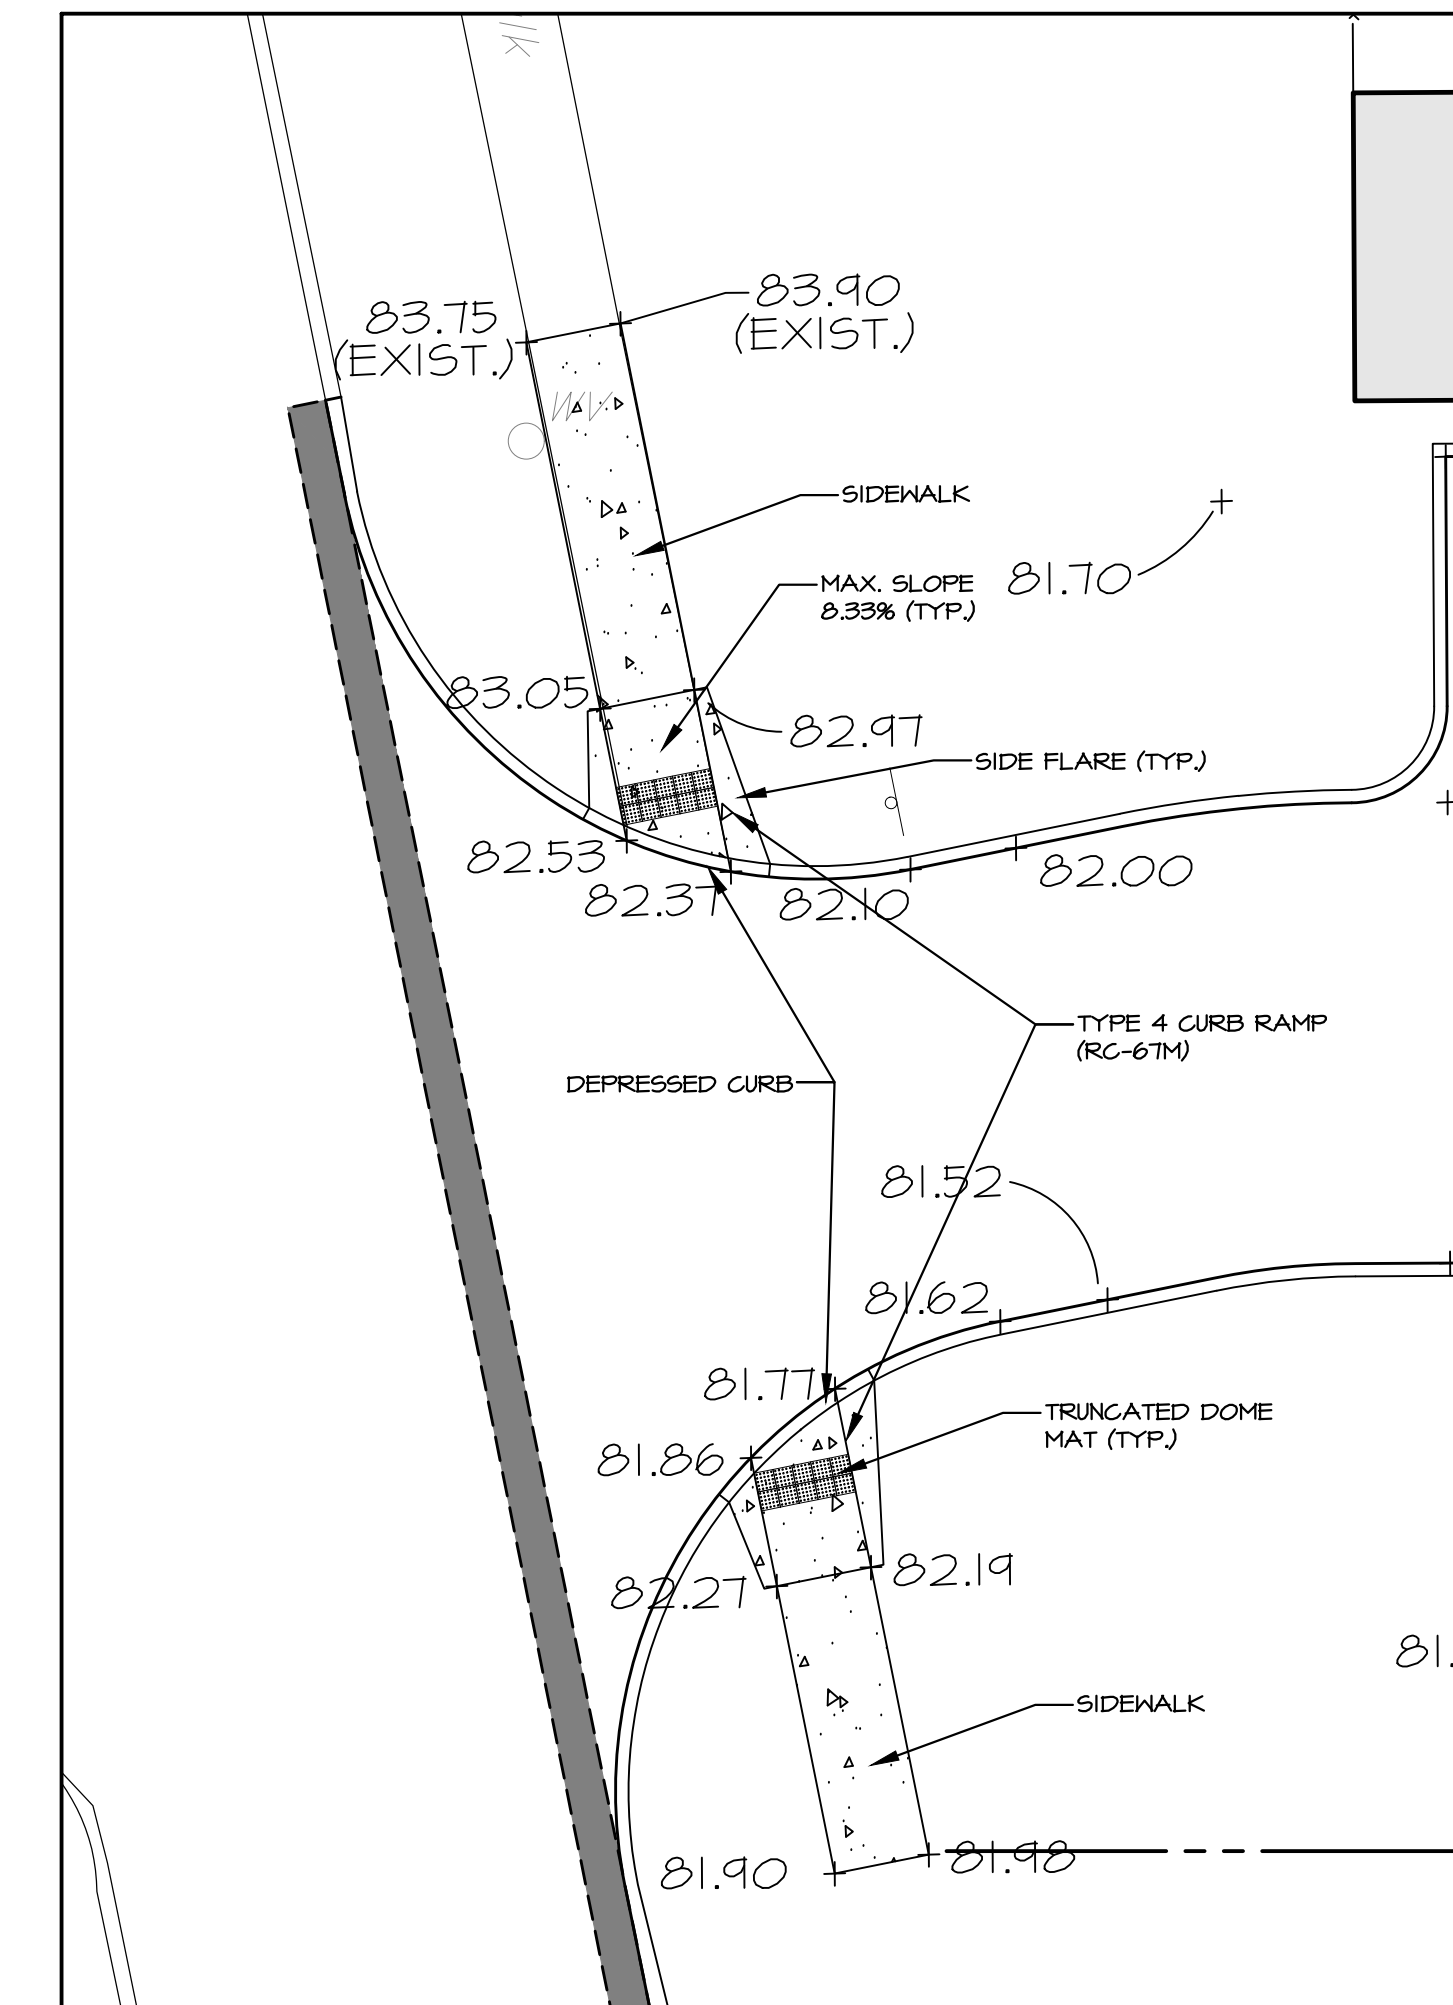 lk
83.90
(EXIST.)
83.75
(EXIST.)
MW
SIDEWALK
MAX. SLOPE
8.33% (TYP.)
81.70
83.05
82.97
SIDE FLARE (TYP.)
82.53
82.37
82.10
82.00
TYPE 4 CURB RAMP
(RC-67M)
DEPRESSED CURB
81.52
81.62
81.77
TRUNCATED DOME
MAT (TYP.)
81.86
82.27
82.19
81.
SIDEWALK
81.90
81.98